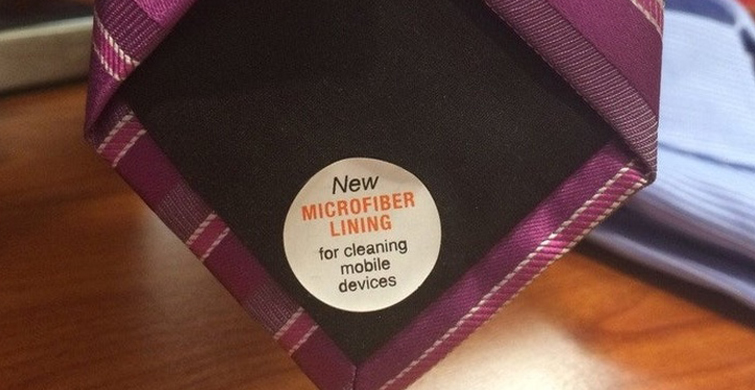 New
MICROFIBER
LINING
for cleaning
mobile
devices